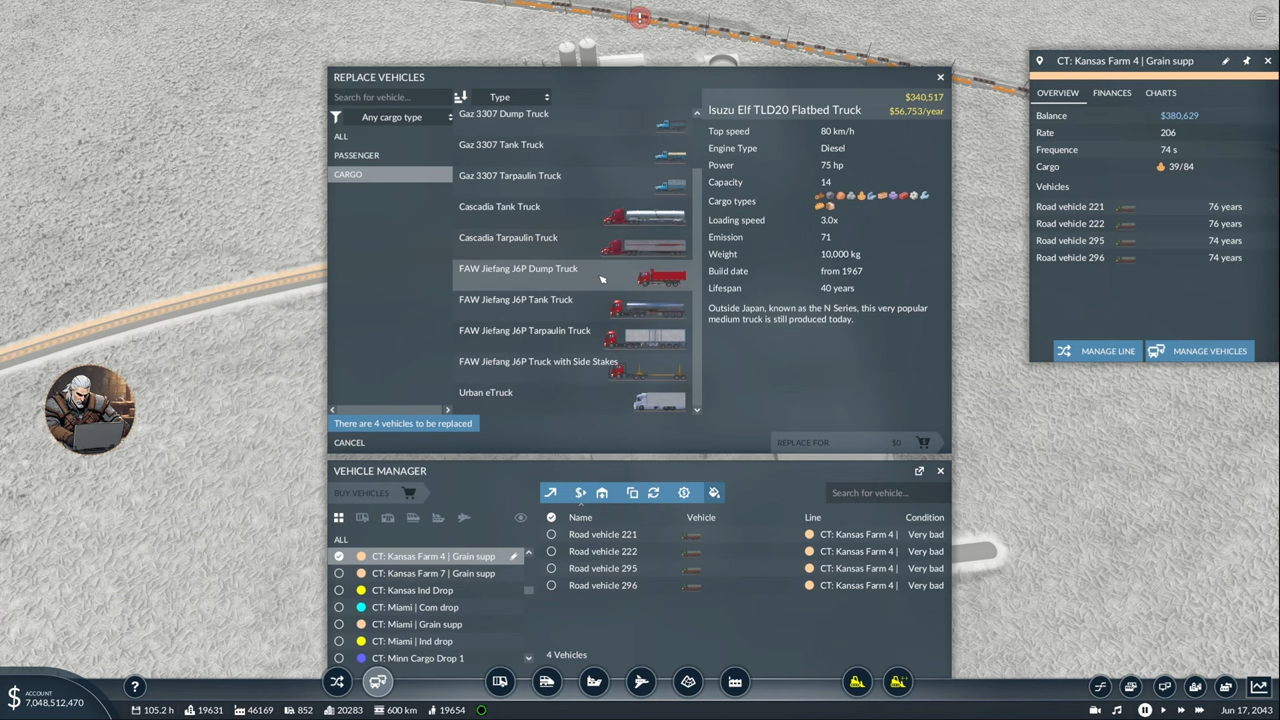 REPLACE VEHICLES
Search for vehicle...
Type
Any cargo type
ALL
PASSENGER
CARGO
Gaz 3307 Dump Truck
Gaz 3307 Tank Truck
Gaz 3307 Tarpaulin Truck
Cascadia Tank Truck
Cascadia Tarpaulin Truck
FAW Jiefang J6P Dump Truck
FAW Jiefang J6P Tank Truck
FAW Jiefang J6P Tarpaulin Truck
FAW Jiefang J6P Truck with Side Stakes
Urban eTruck
There are 4 vehicles to be replaced
CANCEL
$340,517
Isuzu Elf TLD20 Flatbed Truck
$56,753/year
Top speed 80 km/h
Engine Type Diesel
Power 75 hp
Capacity 14
Cargo types
Loading speed 3.0x
Emission 71
Weight 10,000 kg
Build date from 1967
Lifespan 40 years
Outside Japan, known as the N Series, this very popular
medium truck is still produced today.
REPLACE FOR $0
CT: Kansas Farm 4 | Grain supp
OVERVIEW FINANCES CHARTS
Balance $380,629
Rate 206
Frequence 74 s
Cargo 39/84
Vehicles
Road vehicle 221 76 years
Road vehicle 222 76 years
Road vehicle 295 74 years
Road vehicle 296 74 years
MANAGE LINE MANAGE VEHICLES
VEHICLE MANAGER
BUY VEHICLES
Search for vehicle...
ALL
CT: Kansas Farm 4 | Grain supp
CT: Kansas Farm 7 | Grain supp
CT: Kansas Ind Drop
CT: Miami | Com drop
CT: Miami | Grain supp
CT: Miami | Ind drop
CT: Minn Cargo Drop 1
Name Vehicle Line Condition
Road vehicle 221 CT: Kansas Farm 4 | Very bad
Road vehicle 222 CT: Kansas Farm 4 | Very bad
Road vehicle 295 CT: Kansas Farm 4 | Very bad
Road vehicle 296 CT: Kansas Farm 4 | Very bad
4 Vehicles
$ ACCOUNT
7,048,512,470
?
105.2 h 19631 46169 852 20283 600 km 19654
Jun 17, 2043